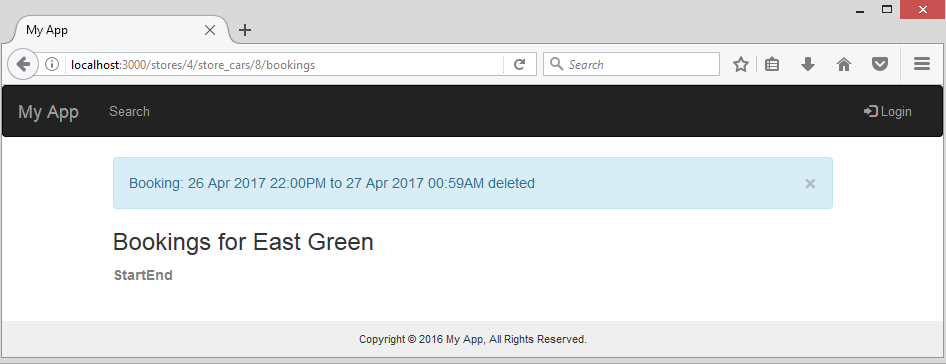 My App
localhost:3000/stores/4/store_cars/8/bookings
Search
My App
Search
Login
Booking: 26 Apr 2017 22:00PM to 27 Apr 2017 00:59AM deleted
Bookings for East Green
StartEnd
Copyright © 2016 My App, All Rights Reserved.